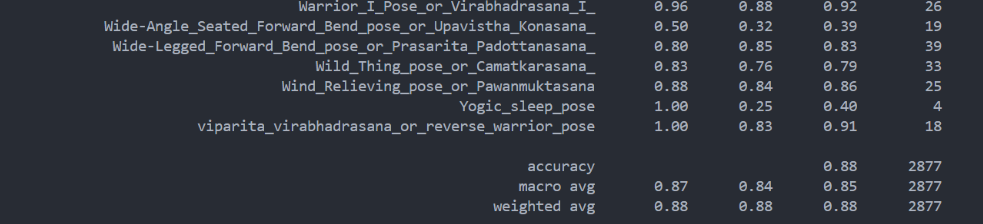 Warrior_I_Pose_or_Virabhadrasana_I_ 0.96 0.88 0.92 26
Wide-Angle_Seated_Forward_Bend_pose_or_Upavistha_Konasana_ 0.50 0.32 0.39 19
Wide-Legged_Forward_Bend_pose_or_Prasarita_Padottanasana_ 0.80 0.85 0.83 39
Wild_Thing_pose_or_Camatkarasana_ 0.83 0.76 0.79 33
Wind_Relieving_pose_or_Pawanmuktasana 0.88 0.84 0.86 25
Yogic_sleep_pose 1.00 0.25 0.40 4
viparita_virabhadrasana_or_reverse_warrior_pose 1.00 0.83 0.91 18
accuracy 0.88 2877
macro avg 0.87 0.84 0.85 2877
weighted avg 0.88 0.88 0.88 2877